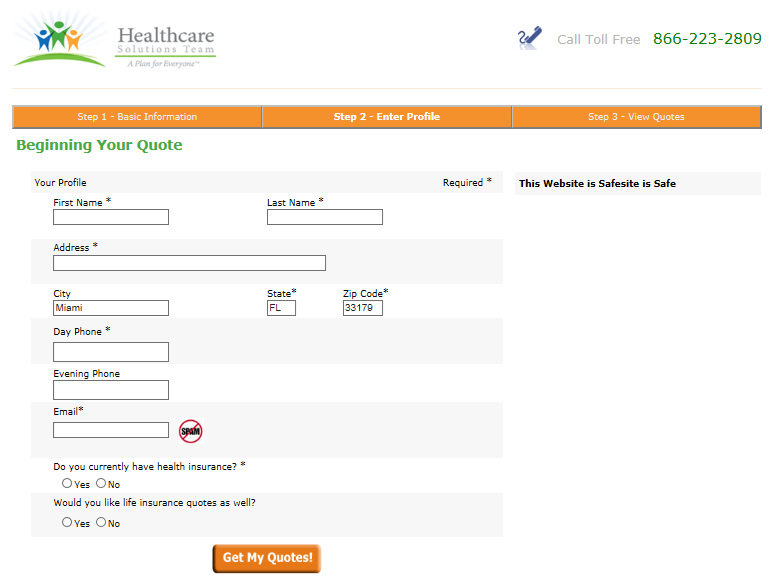 Healthcare
Solutions Team
A Plan for Everyone™
Call Toll Free 866-223-2809
Step 1 - Basic Information
Step 2 - Enter Profile
Step 3 - View Quotes
Beginning Your Quote
Your Profile
Required *
This Website is Safesite is Safe
First Name *
Last Name *
Address *
City
State*
Zip Code*
Miami
FL
33179
Day Phone *
Evening Phone
Email*
SPAM
Do you currently have health insurance? *
Yes No
Would you like life insurance quotes as well?
Yes No
Get My Quotes!